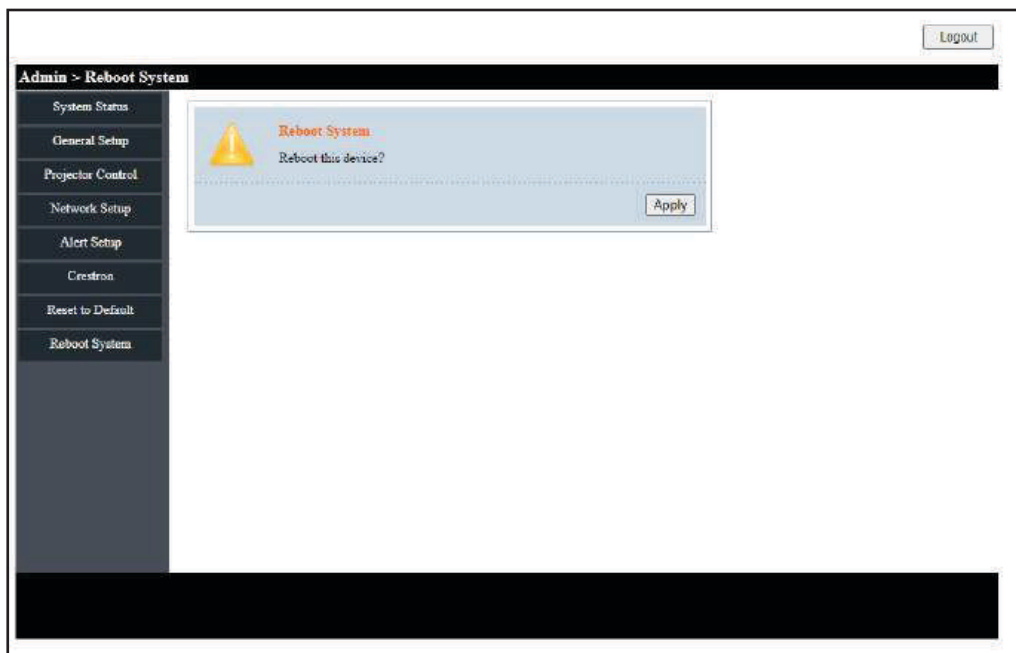 Logout
Admin > Reboot System
System Status
General Setup
Projector Control
Network Setup
Alert Setup
Crestron
Reset to Default
Reboot System
Reboot System
Reboot this device?
Apply